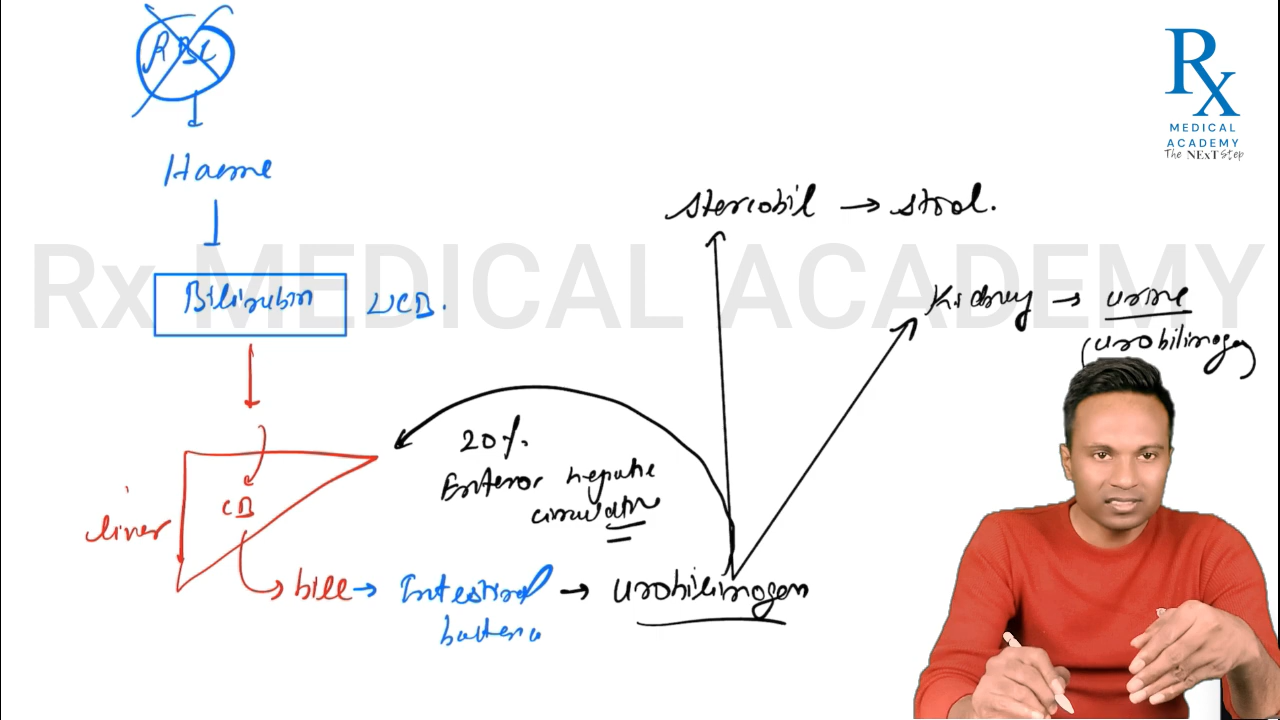 RBC
Haeme
Bilirubin UCB.
liver
CB
bile → Intestinal → Urobilinogen
bacteria
20%
Entero hepatic
circulation
Stercobil → Stool.
Kidney → urine
(urobilinogen)
Rx MEDICAL ACADEMY
Rx
MEDICAL
ACADEMY
The NExT Step